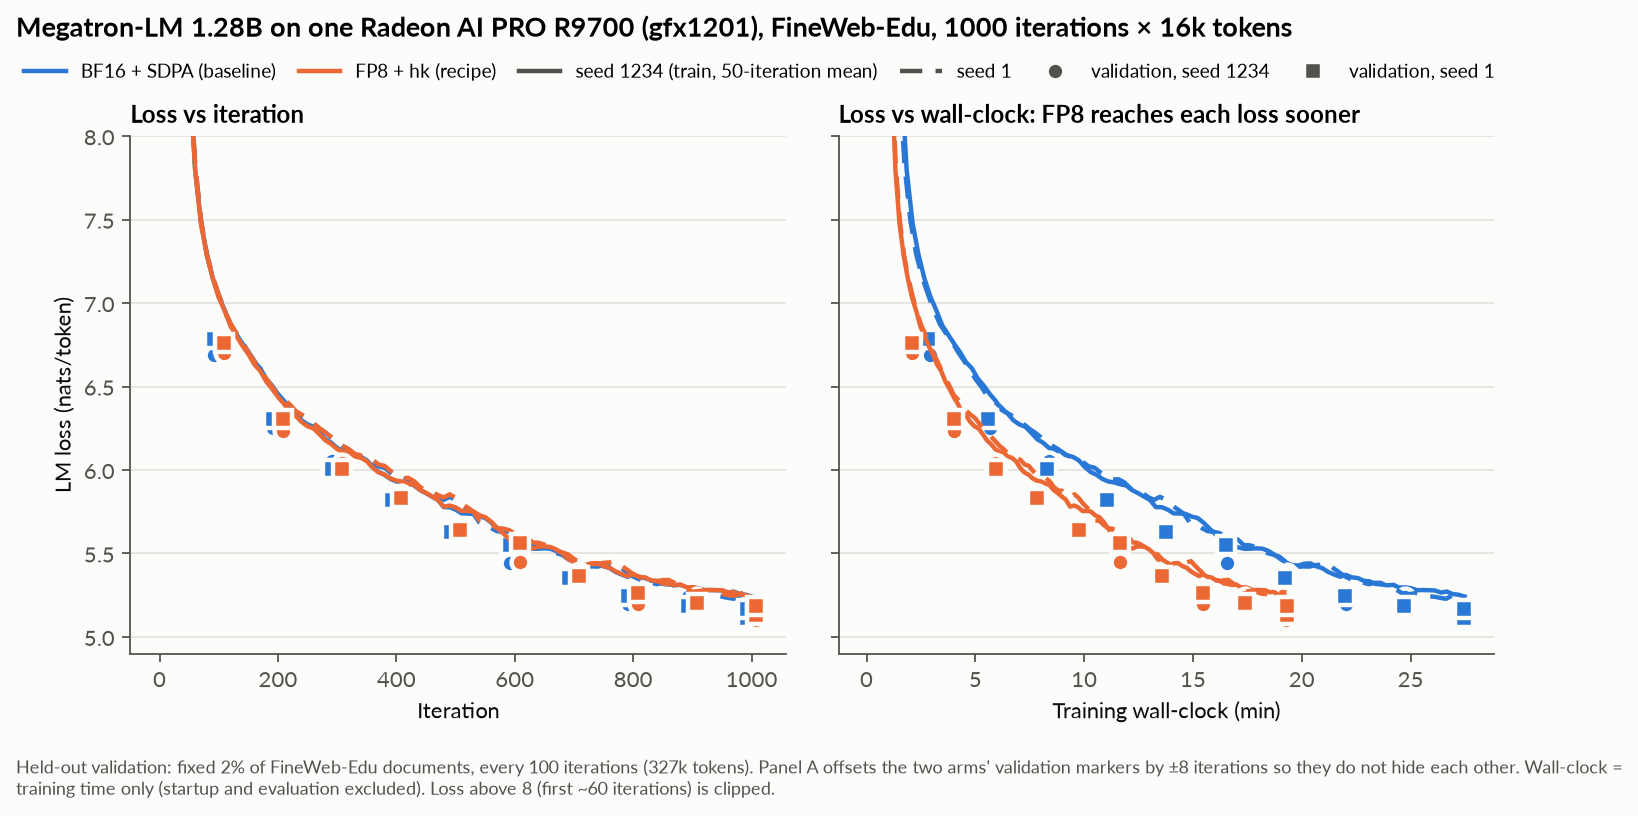 Megatron-LM 1.28B on one Radeon AI PRO R9700 (gfx1201), FineWeb-Edu, 1000 iterations × 16k tokens
BF16 + SDPA (baseline) FP8 + hk (recipe) seed 1234 (train, 50-iteration mean) seed 1 validation, seed 1234 validation, seed 1
Loss vs iteration
8.0
7.5
7.0
6.5
6.0
5.5
5.0
LM loss (nats/token)
0 200 400 600 800 1000
Iteration
Loss vs wall-clock: FP8 reaches each loss sooner
0 5 10 15 20 25
Training wall-clock (min)
Held-out validation: fixed 2% of FineWeb-Edu documents, every 100 iterations (327k tokens). Panel A offsets the two arms' validation markers by ±8 iterations so they do not hide each other. Wall-clock =
training time only (startup and evaluation excluded). Loss above 8 (first ~60 iterations) is clipped.